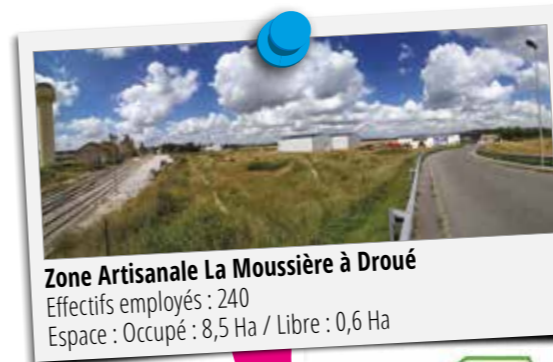 Zone Artisanale La Moussière à Droué
Effectifs employés : 240
Espace : Occupé : 8,5 Ha / Libre : 0,6 Ha